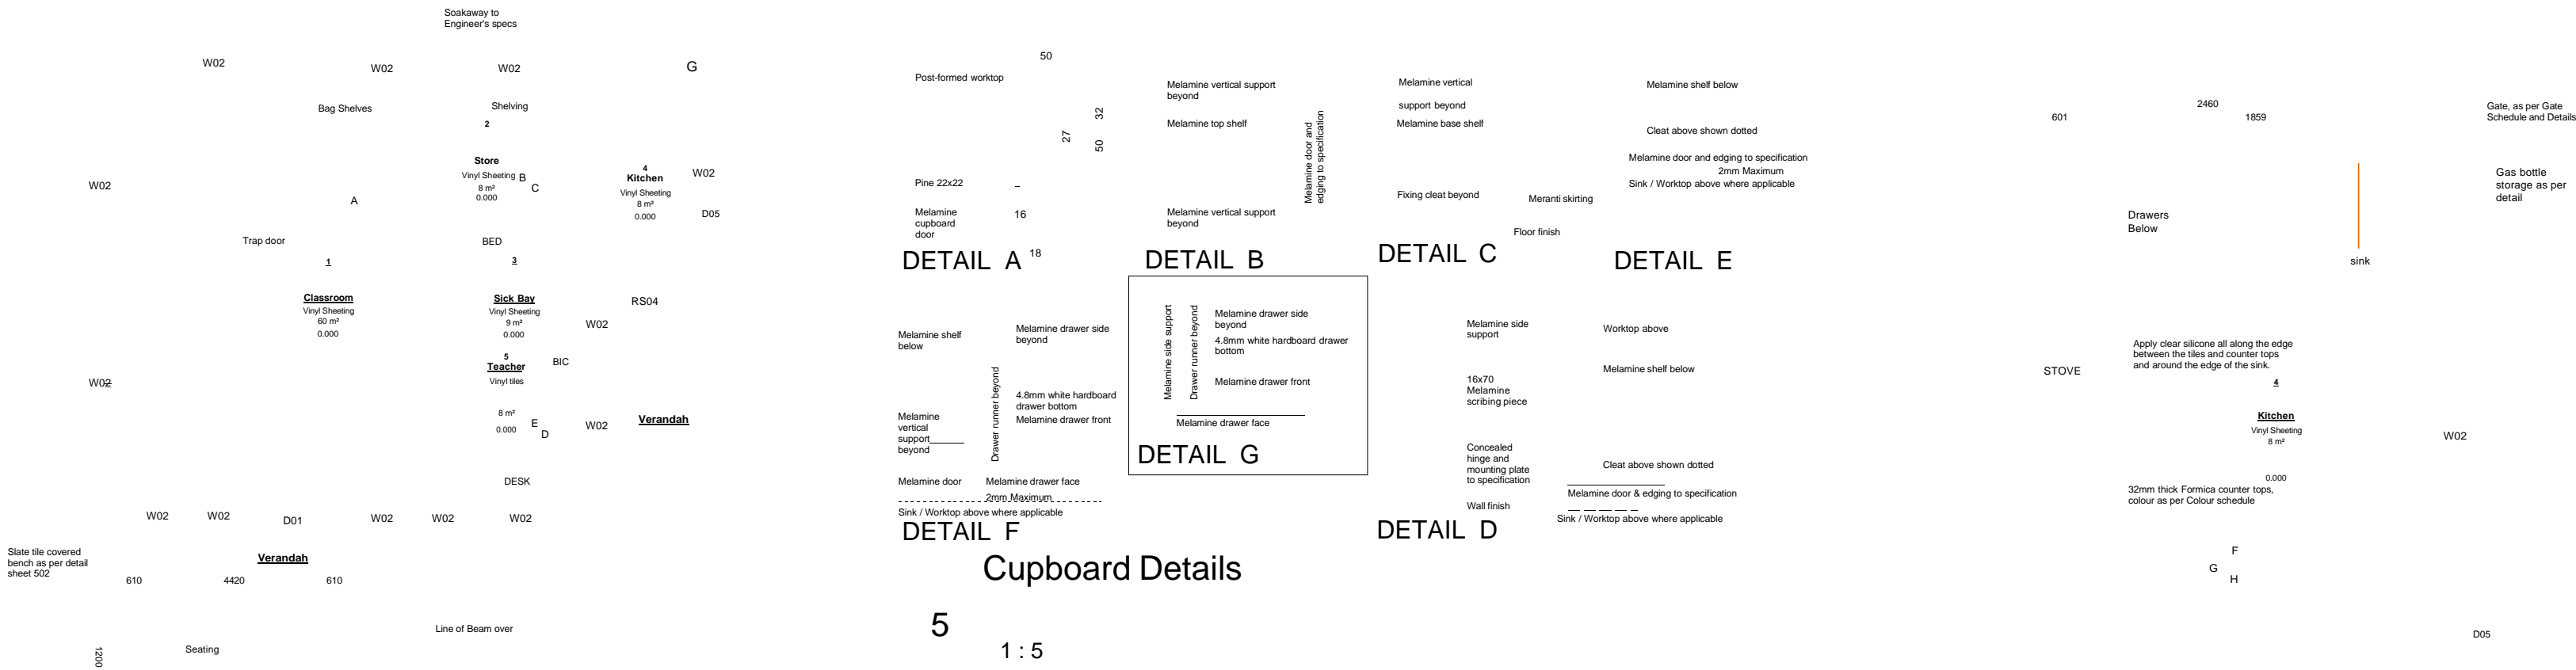 Soakaway to
Engineer's specs
W02
W02
W02
G
Bag Shelves
Shelving
2
Store
Vinyl Sheeting
8 m²
0.000
B
C
4
Kitchen
Vinyl Sheeting
8 m²
0.000
W02
D05
W02
A
Trap door
BED
1
Classroom
Vinyl Sheeting
60 m²
0.000
3
Sick Bay
Vinyl Sheeting
9 m²
0.000
RS04
W02
5
Teacher
Vinyl tiles
8 m²
0.000
BIC
W02
E
D
W02
Verandah
DESK
W02
W02
D01
W02
W02
W02
Slate tile covered
bench as per detail
sheet 502
Verandah
610
4420
610
Line of Beam over
Seating
1200
50
Post-formed worktop
32
27
50
Pine 22x22
Melamine
cupboard
door
16
18
DETAIL A
Melamine vertical support
beyond
Melamine top shelf
Melamine door and
edging to specification
Melamine vertical support
beyond
DETAIL B
Melamine vertical
support beyond
Melamine base shelf
Fixing cleat beyond
Meranti skirting
Floor finish
DETAIL C
Melamine shelf below
Cleat above shown dotted
Melamine door and edging to specification
2mm Maximum
Sink / Worktop above where applicable
DETAIL E
Melamine shelf
below
Melamine drawer side
beyond
Drawer runner beyond
4.8mm white hardboard
drawer bottom
Melamine drawer front
Melamine
vertical
support
beyond
Melamine door
Melamine drawer face
2mm Maximum
Sink / Worktop above where applicable
DETAIL F
Melamine side support
Drawer runner beyond
Melamine drawer side
beyond
4.8mm white hardboard drawer
bottom
Melamine drawer front
Melamine drawer face
DETAIL G
Melamine side
support
Worktop above
Melamine shelf below
16x70
Melamine
scribing piece
Concealed
hinge and
mounting plate
to specification
Cleat above shown dotted
Melamine door & edging to specification
Wall finish
Sink / Worktop above where applicable
DETAIL D
Cupboard Details
5
1 : 5
2460
601
1859
Gate, as per Gate
Schedule and Details
Gas bottle
storage as per
detail
Drawers
Below
sink
Apply clear silicone all along the edge
between the tiles and counter tops
and around the edge of the sink.
STOVE
4
Kitchen
Vinyl Sheeting
8 m²
0.000
W02
32mm thick Formica counter tops,
colour as per Colour schedule
F
G
H
D05